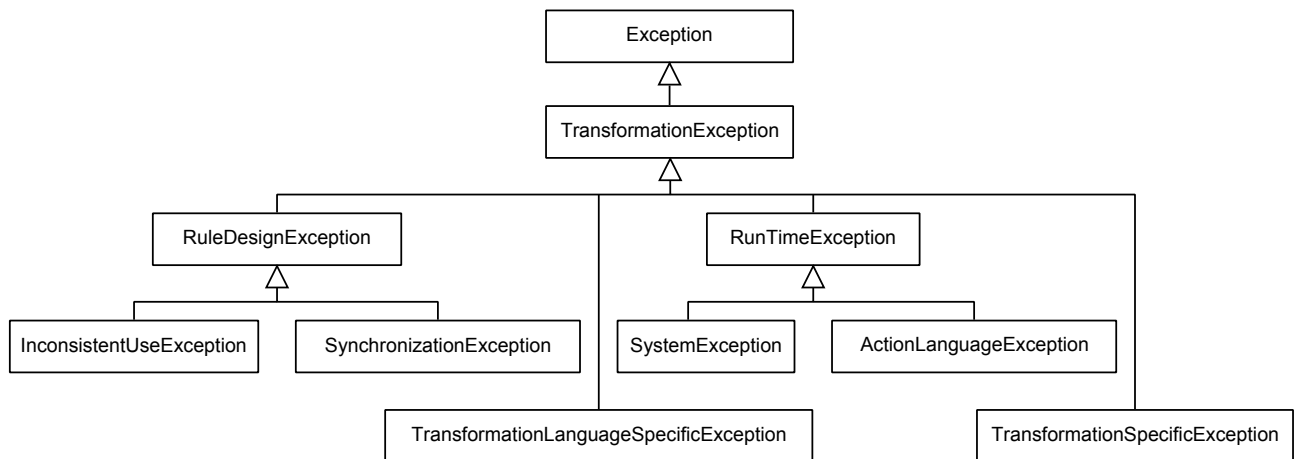 Exception
TransformationException
RuleDesignException
RunTimeException
InconsistentUseException
SynchronizationException
SystemException
ActionLanguageException
TransformationLanguageSpecificException
TransformationSpecificException